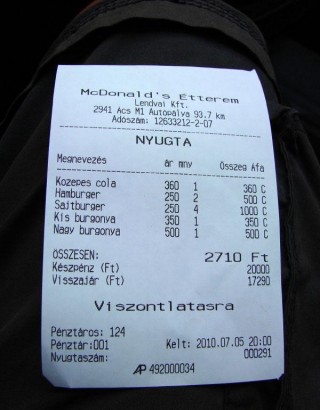 McDonald's Étterem
Lendvai Kft.
2941 Ács M1 Autópálya 93.7 km
Adószám: 12633212-2-07
NYUGTA
Megnevezés ár mny Összeg Áfa
Közepes cola 360 1 360 C
Hamburger 250 2 500 C
Sajtburger 250 4 1000 C
Kis burgonya 350 1 350 C
Nagy burgonya 500 1 500 C
ÖSSZESEN: 2710 Ft
Készpénz (Ft) 20000
Visszajár (Ft) 17290
Viszontlátásra
Pénztáros: 124
Pénztár:001 Kelt: 2010.07.05 20:00
Nyugtaszám: 000291
AP 492000034